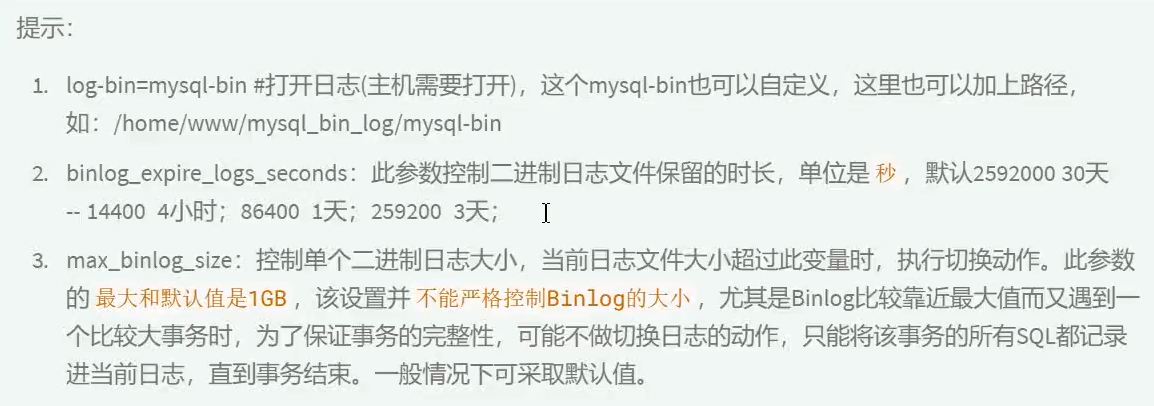 提示：
1. log-bin=mysql-bin #打开日志(主机需要打开)，这个mysql-bin也可以自定义，这里也可以加上路径，
如：/home/www/mysql_bin_log/mysql-bin
2. binlog_expire_logs_seconds：此参数控制二进制日志文件保留的时长，单位是 秒 ，默认2592000 30天
-- 14400 4小时；86400 1天；259200 3天；
3. max_binlog_size：控制单个二进制日志大小，当前日志文件大小超过此变量时，执行切换动作。此参数
的 最大和默认值是1GB ，该设置并 不能严格控制Binlog的大小 ，尤其是Binlog比较靠近最大值而又遇到一
个比较大事务时，为了保证事务的完整性，可能不做切换日志的动作，只能将该事务的所有SQL都记录
进当前日志，直到事务结束。一般情况下可采取默认值。